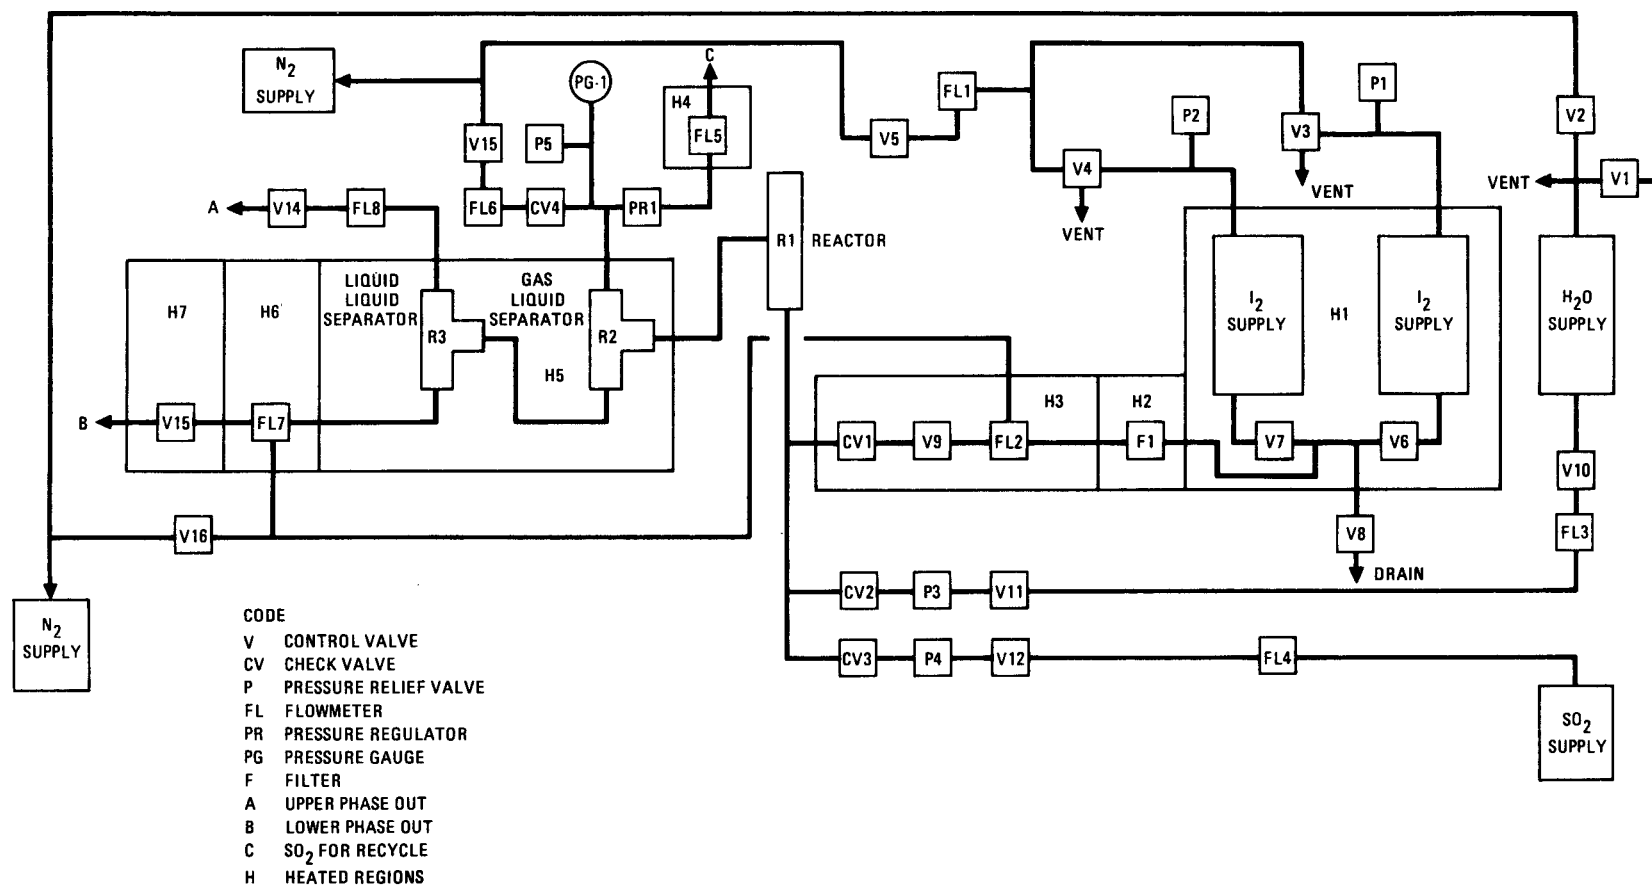 C
N2
SUPPLY
PG-1
H4
FL1
P1
P2
V2
V15
P5
FL5
V5
V3
V4
VENT
VENT
V1
VENT
A
V14
FL8
FL6
CV4
PR1
R1
REACTOR
H7
H6
LIQUID
LIQUID
SEPARATOR
GAS
LIQUID
SEPARATOR
R3
R2
H5
I2
SUPPLY
H1
I2
SUPPLY
H2O
SUPPLY
B
V15
FL7
H3
H2
CV1
V9
FL2
F1
V7
V6
V10
V16
V8
FL3
DRAIN
CV2
P3
V11
N2
SUPPLY
CV3
P4
V12
FL4
SO2
SUPPLY
CODE
V CONTROL VALVE
CV CHECK VALVE
P PRESSURE RELIEF VALVE
FL FLOWMETER
PR PRESSURE REGULATOR
PG PRESSURE GAUGE
F FILTER
A UPPER PHASE OUT
B LOWER PHASE OUT
C SO2 FOR RECYCLE
H HEATED REGIONS